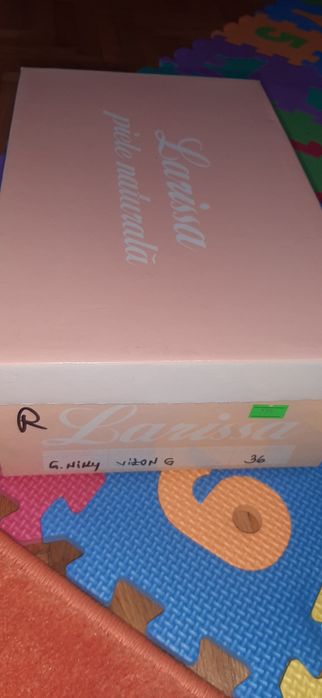 Larissa
piele naturală
R
Larissa
G. NiNy VizoN G 36